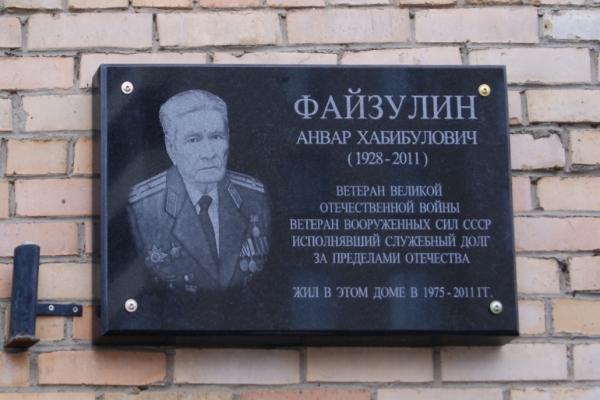 ФАЙЗУЛИН
АНВАР ХАБИБУЛОВИЧ
(1928-2011)
ВЕТЕРАН ВЕЛИКОЙ
ОТЕЧЕСТВЕННОЙ ВОЙНЫ
ВЕТЕРАН ВООРУЖЕННЫХ СИЛ СССР
ИСПОЛНЯВШИЙ СЛУЖЕБНЫЙ ДОЛГ
ЗА ПРЕДЕЛАМИ ОТЕЧЕСТВА
ЖИЛ В ЭТОМ ДОМЕ В 1975-2011 ГГ.